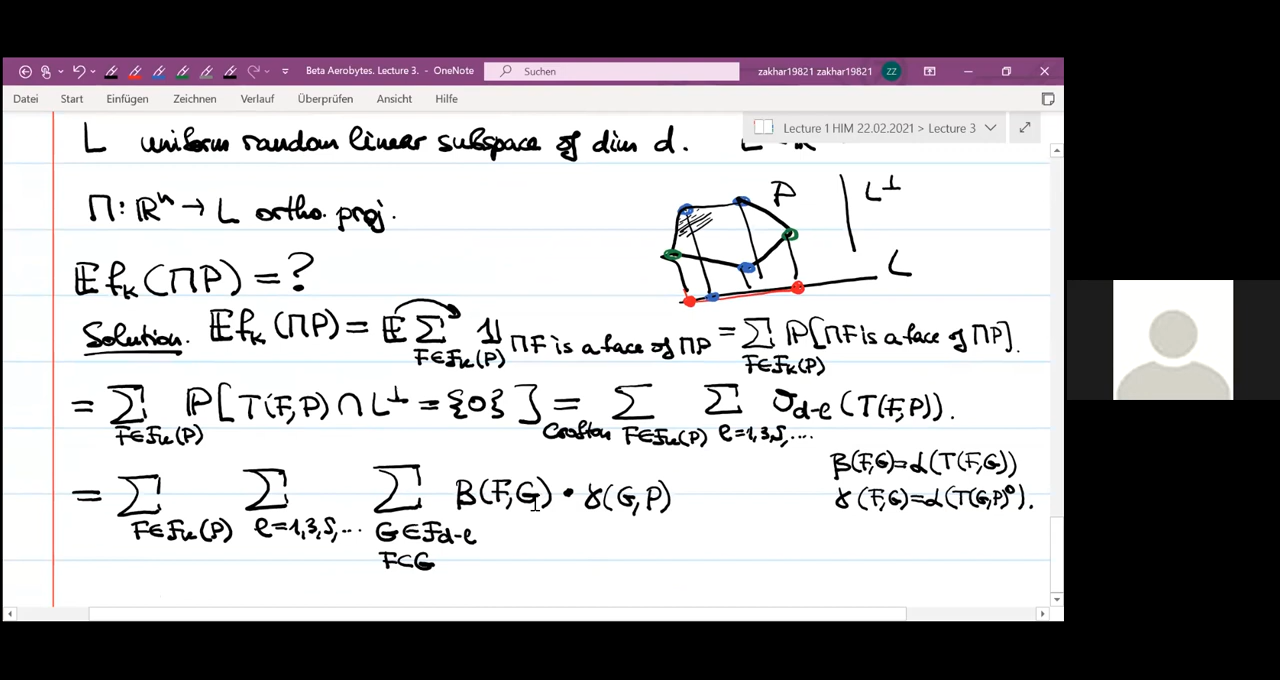 Beta Aerobytes. Lecture 3. - OneNote
Suchen
zakhar19821 zakhar19821
ZZ
Datei Start Einfügen Zeichnen Verlauf Überprüfen Ansicht Hilfe
Lecture 1 HIM 22.02.2021 > Lecture 3
L uniform random linear subspace of dim d.
Π: ℝⁿ → L ortho. proj.
P
L⊥
L
𝔼 fₖ(ΠP) = ?
Solution. 𝔼 fₖ(ΠP) = 𝔼 Σ_{F∈Fₖ(P)} 𝟙_{ΠF is a face of ΠP} = Σ_{F∈Fₖ(P)} ℙ[ΠF is a face of ΠP].
= Σ_{F∈Fₖ(P)} ℙ[T(F,P) ∩ L⊥ = {0}] =_{Crofton} Σ_{F∈Fₖ(P)} Σ_{e=1,3,5,...} υ_{d-e}(T(F,P)).
β(F,G) = α(T(F,G))
γ(F,G) = α(T(G,P)°).
= Σ_{F∈Fₖ(P)} Σ_{e=1,3,5,...} Σ_{G∈F_{d-e} F⊂G} β(F,G) · γ(G,P)